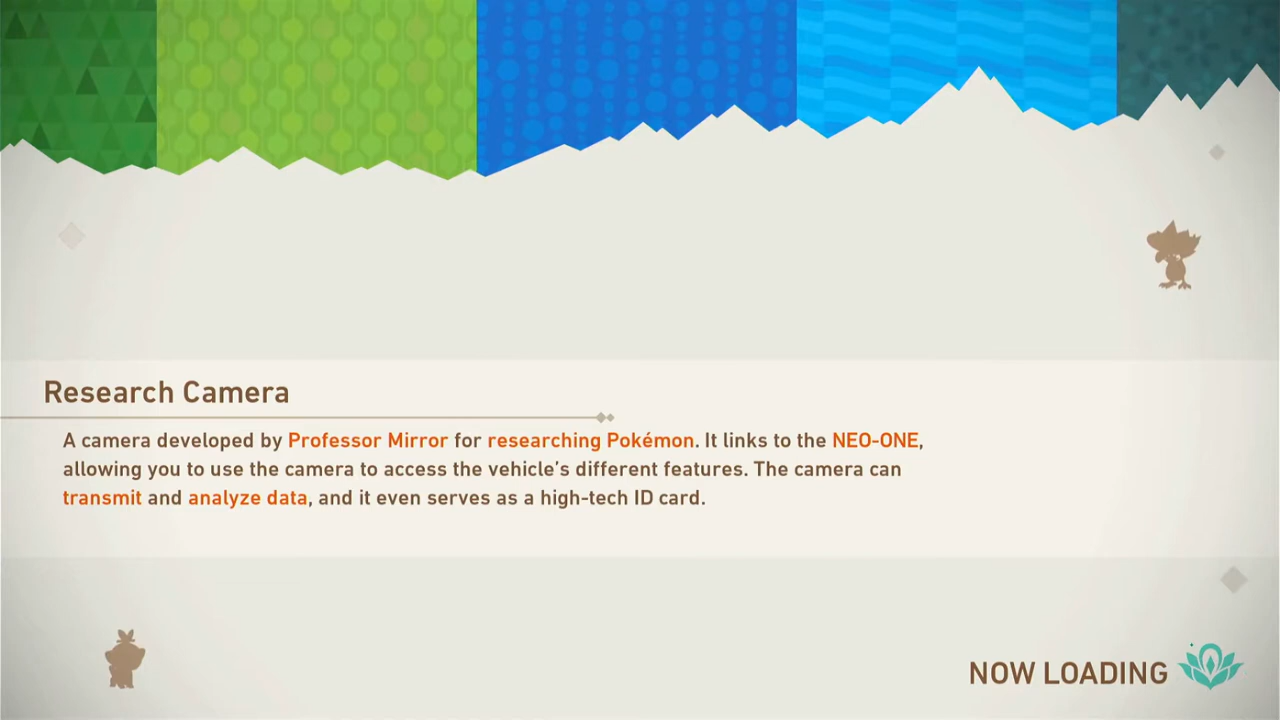 Research Camera
A camera developed by Professor Mirror for researching Pokémon. It links to the NEO-ONE,
allowing you to use the camera to access the vehicle's different features. The camera can
transmit and analyze data, and it even serves as a high-tech ID card.
NOW LOADING